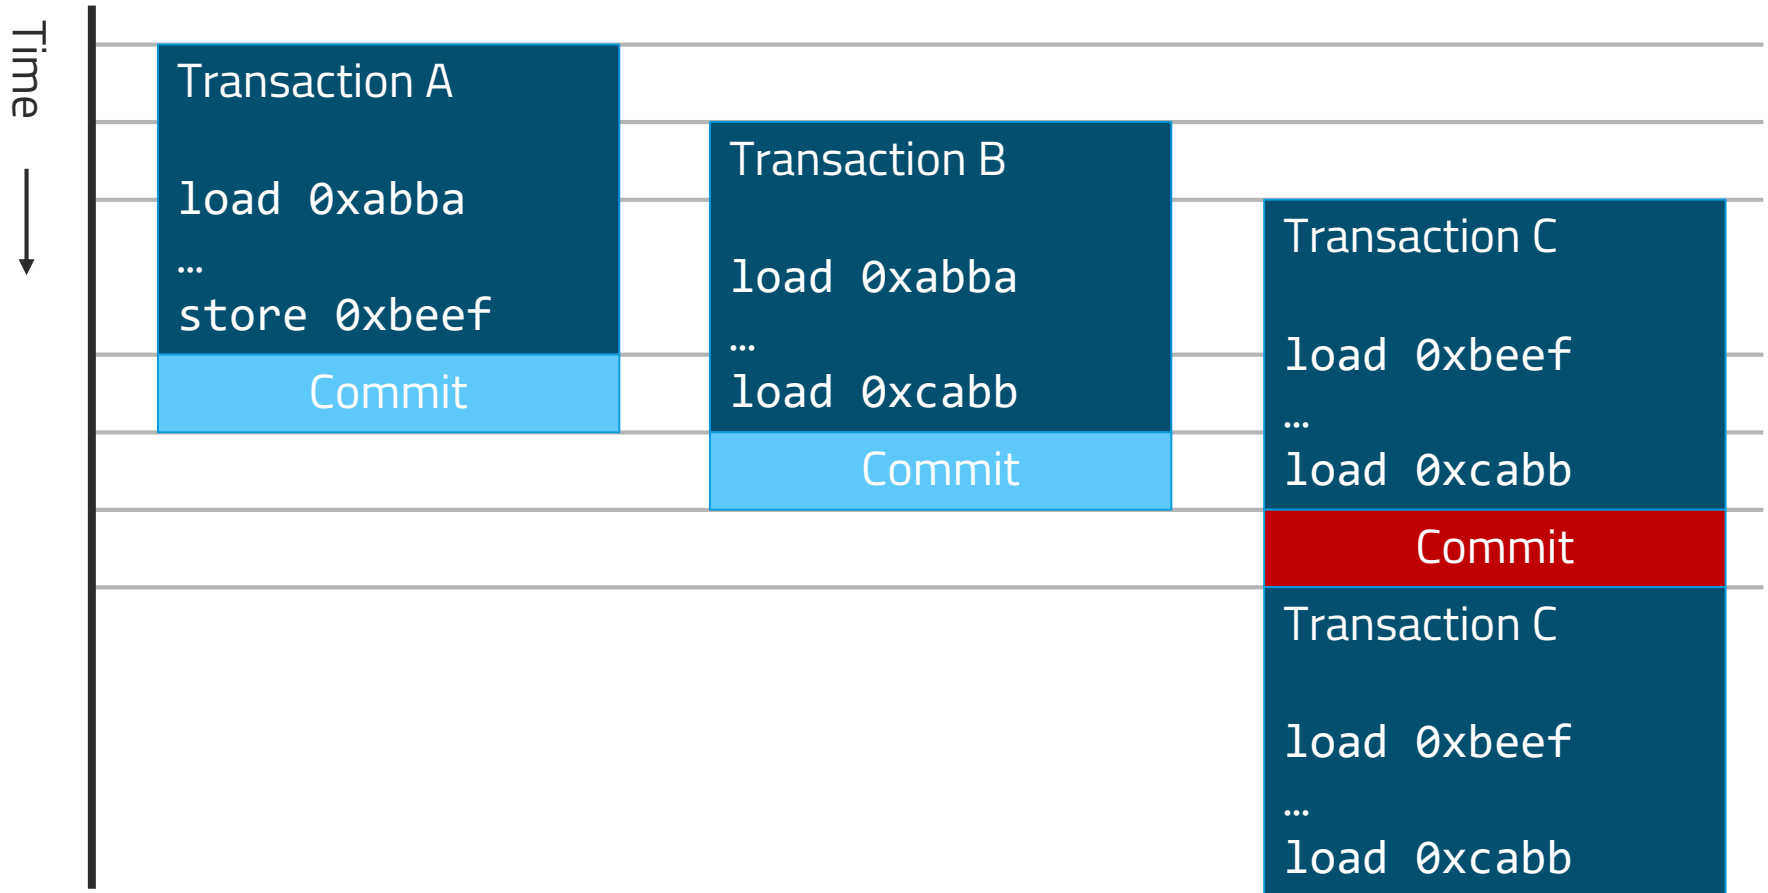 Time
Transaction A
load 0xabba
…
store 0xbeef
Commit
Transaction B
load 0xabba
…
load 0xcabb
Commit
Transaction C
load 0xbeef
…
load 0xcabb
Commit
Transaction C
load 0xbeef
…
load 0xcabb